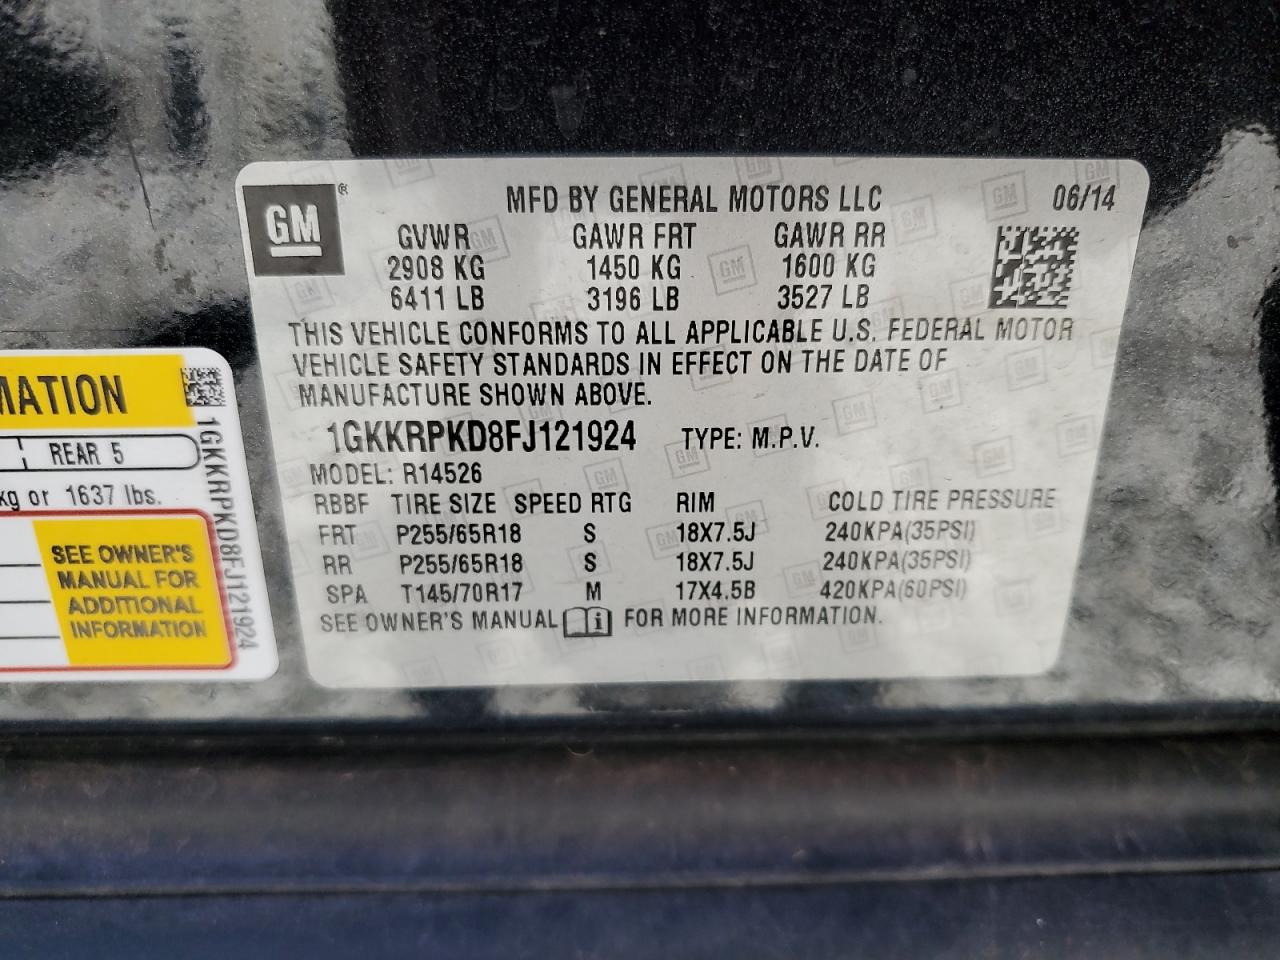 GM ®
MFD BY GENERAL MOTORS LLC 06/14
GVWR GAWR FRT GAWR RR
2908 KG 1450 KG 1600 KG
6411 LB 3196 LB 3527 LB
THIS VEHICLE CONFORMS TO ALL APPLICABLE U.S. FEDERAL MOTOR
VEHICLE SAFETY STANDARDS IN EFFECT ON THE DATE OF
MANUFACTURE SHOWN ABOVE.
1GKKRPKD8FJ121924 TYPE: M.P.V.
MODEL: R14526
RBBF TIRE SIZE SPEED RTG RIM COLD TIRE PRESSURE
FRT P255/65R18 S 18X7.5J 240KPA(35PSI)
RR P255/65R18 S 18X7.5J 240KPA(35PSI)
SPA T145/70R17 M 17X4.5B 420KPA(60PSI)
SEE OWNER'S MANUAL i FOR MORE INFORMATION.
MATION
REAR 5
kg or 1637 lbs.
SEE OWNER'S
MANUAL FOR
ADDITIONAL
INFORMATION
1GKKRPKD8FJ121924